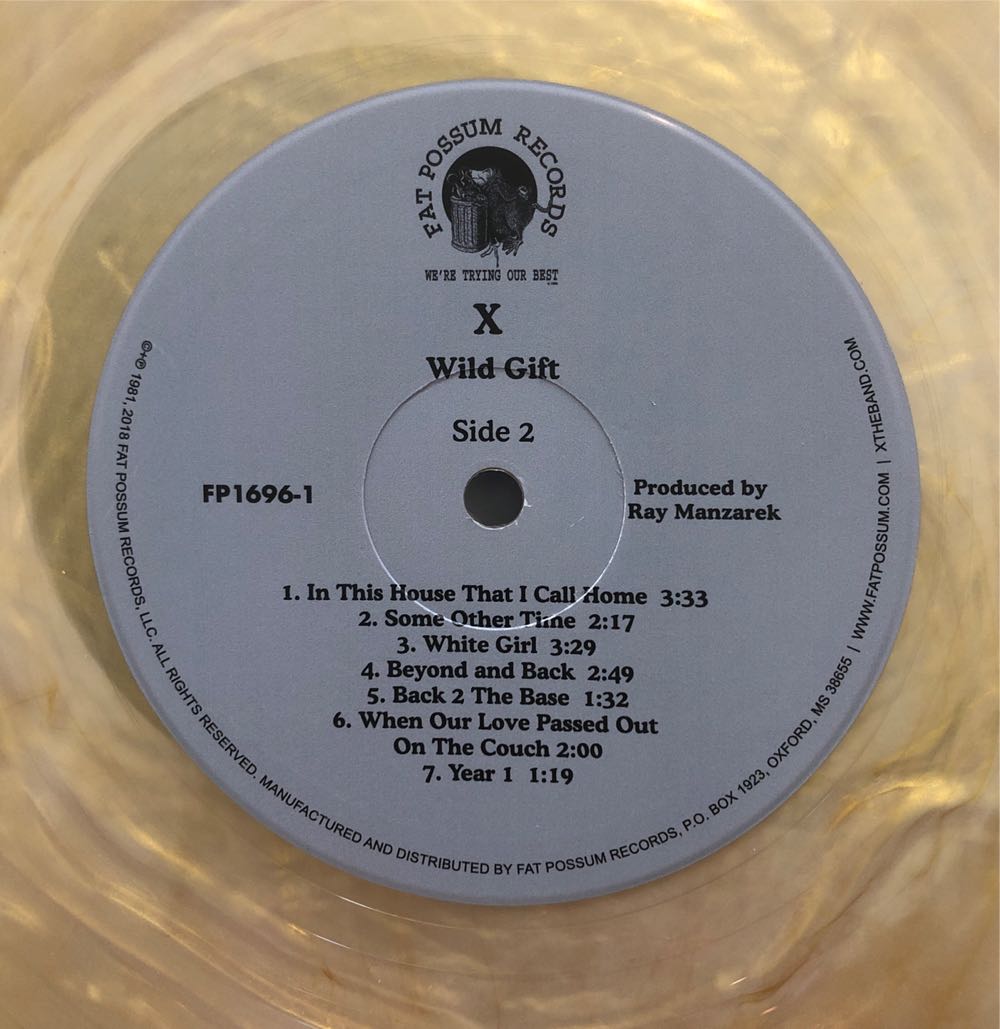 FAT POSSUM RECORDS
WE'RE TRYING OUR BEST
X
Wild Gift
Side 2
FP1696-1
Produced by
Ray Manzarek
1. In This House That I Call Home 3:33
2. Some Other Time 2:17
3. White Girl 3:29
4. Beyond and Back 2:49
5. Back 2 The Base 1:32
6. When Our Love Passed Out
On The Couch 2:00
7. Year 1 1:19
©+℗ 1981, 2018 FAT POSSUM RECORDS, LLC. ALL RIGHTS RESERVED. MANUFACTURED AND DISTRIBUTED BY FAT POSSUM RECORDS, P.O. BOX 1923, OXFORD, MS 38655 | WWW.FATPOSSUM.COM | XTHEBAND.COM